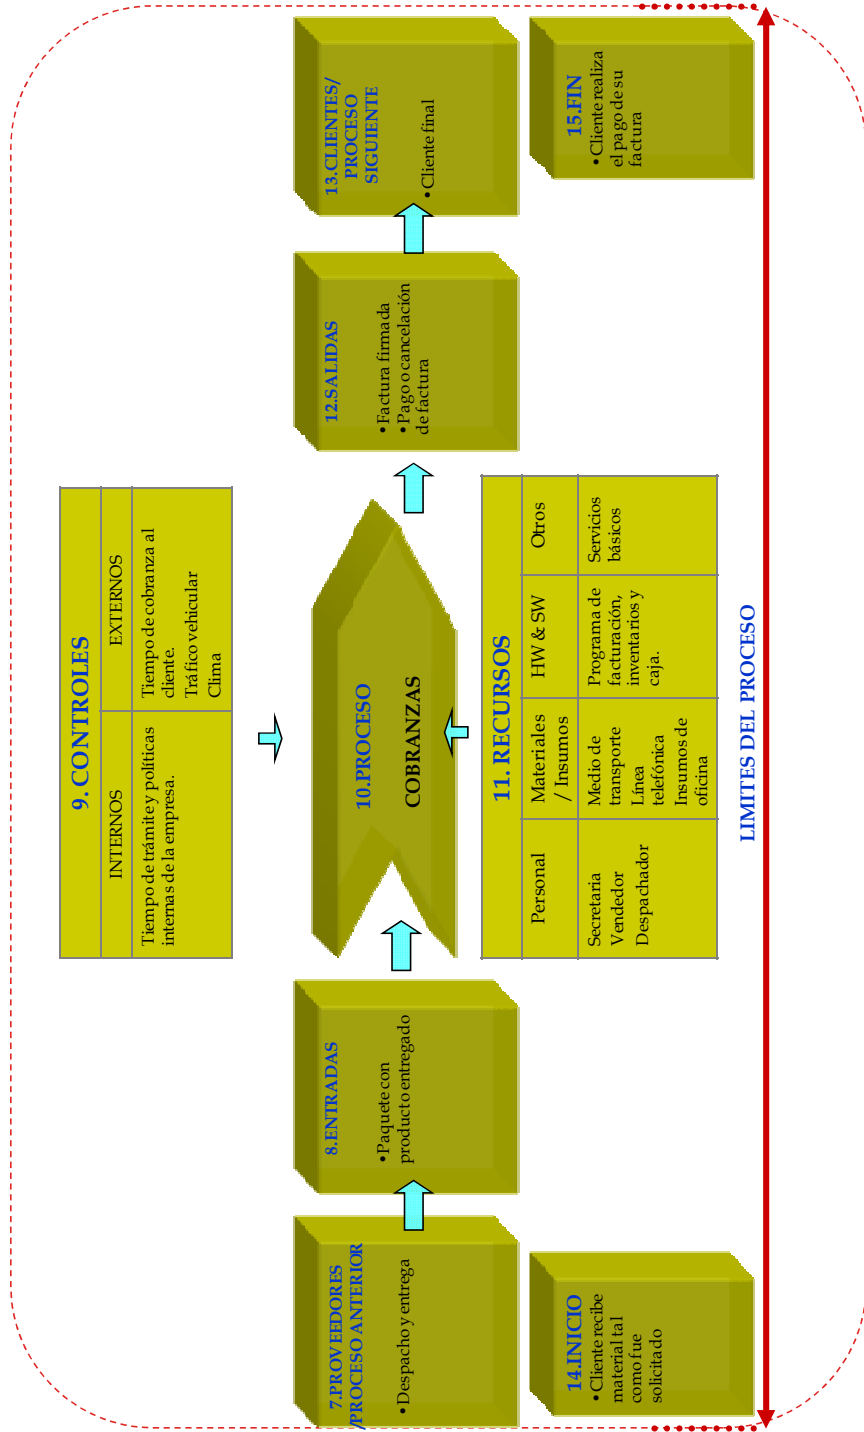 9. CONTROLES
INTERNOS
EXTERNOS
Tiempo de trámite y políticas
internas de la empresa.
Tiempo de cobranza al
cliente.
Tráfico vehicular
Clima
7.PROVEEDORES
/PROCESO ANTERIOR
• Despacho y entrega
8.ENTRADAS
• Paquete con
producto entregado
10.PROCESO
COBRANZAS
12.SALIDAS
• Factura firmada
• Pago o cancelación
de factura
13.CLIENTES/
PROCESO
SIGUIENTE
• Cliente final
11. RECURSOS
Personal
Materiales
/ Insumos
HW & SW
Otros
Secretaria
Vendedor
Despachador
Medio de
transporte
Línea
telefónica
Insumos de
oficina
Programa de
facturación,
inventarios y
caja.
Servicios
básicos
14.INICIO
• Cliente recibe
material tal
como fue
solicitado
15.FIN
• Cliente realiza
el pago de su
factura
LIMITES DEL PROCESO